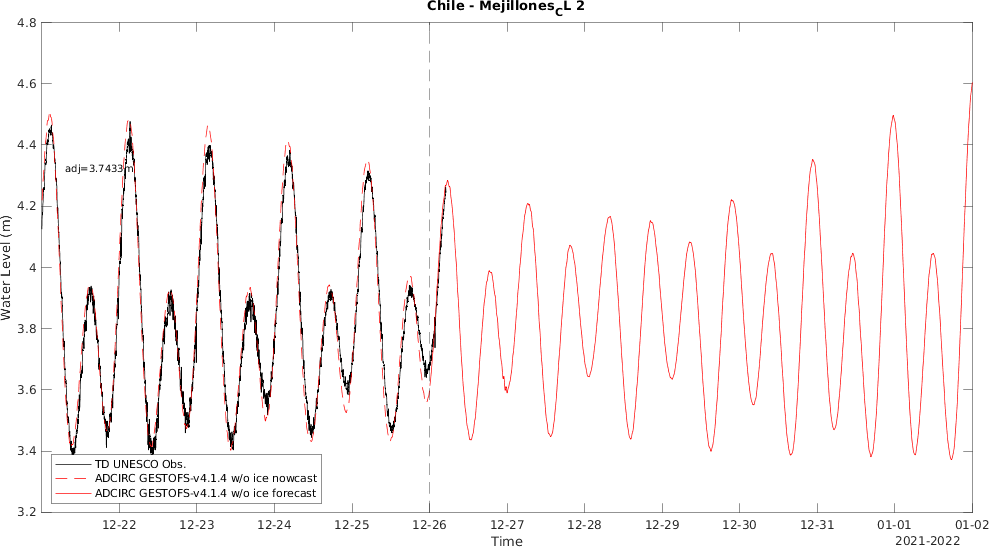 Chile - Mejillones_CL 2
4.8
4.6
4.4
4.2
4
3.8
3.6
3.4
3.2
Water Level (m)
adj=3.7433m
TD UNESCO Obs.
ADCIRC GESTOFS-v4.1.4 w/o ice nowcast
ADCIRC GESTOFS-v4.1.4 w/o ice forecast
12-22 12-23 12-24 12-25 12-26 12-27 12-28 12-29 12-30 12-31 01-01 01-02
Time
2021-2022